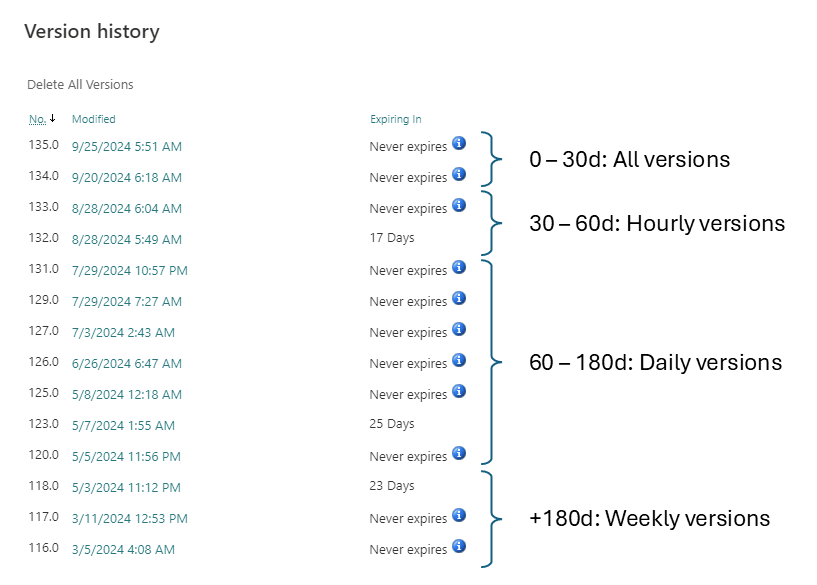 Version history
Delete All Versions
No. Modified Expiring In
135.0 9/25/2024 5:51 AM Never expires
134.0 9/20/2024 6:18 AM Never expires
0 – 30d: All versions
133.0 8/28/2024 6:04 AM Never expires
132.0 8/28/2024 5:49 AM 17 Days
30 – 60d: Hourly versions
131.0 7/29/2024 10:57 PM Never expires
129.0 7/29/2024 7:27 AM Never expires
127.0 7/3/2024 2:43 AM Never expires
126.0 6/26/2024 6:47 AM Never expires
125.0 5/8/2024 12:18 AM Never expires
123.0 5/7/2024 1:55 AM 25 Days
120.0 5/5/2024 11:56 PM Never expires
60 – 180d: Daily versions
118.0 5/3/2024 11:12 PM 23 Days
117.0 3/11/2024 12:53 PM Never expires
116.0 3/5/2024 4:08 AM Never expires
+180d: Weekly versions